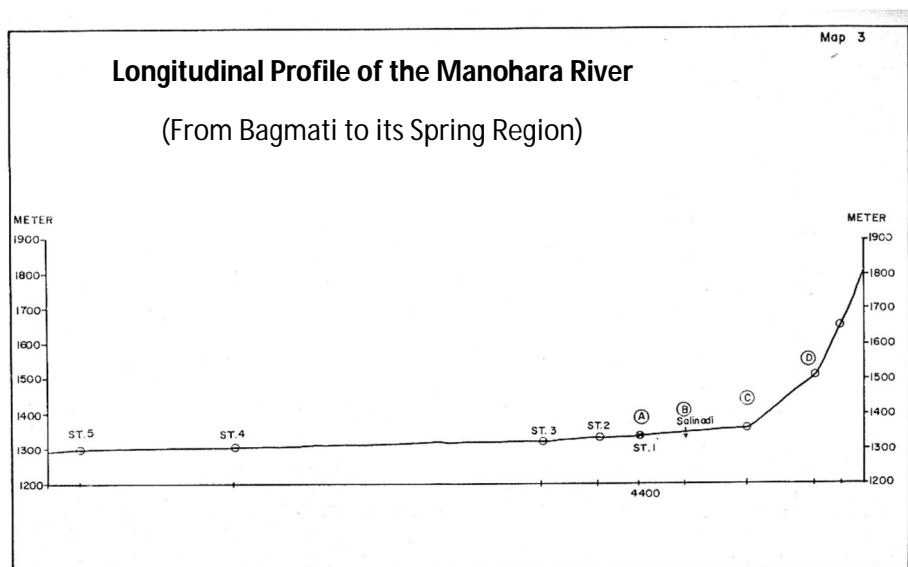 Map 3
Longitudinal Profile of the Manohara River
(From Bagmati to its Spring Region)
METER METER
1900 1900
1800 1800
1700 1700
1600 1600
D
1500 1500
C
1400 A B 1400
ST.5 ST.4 ST.3 ST.2 Salinadi
ST.1
1300 1300
1200 1200
4400